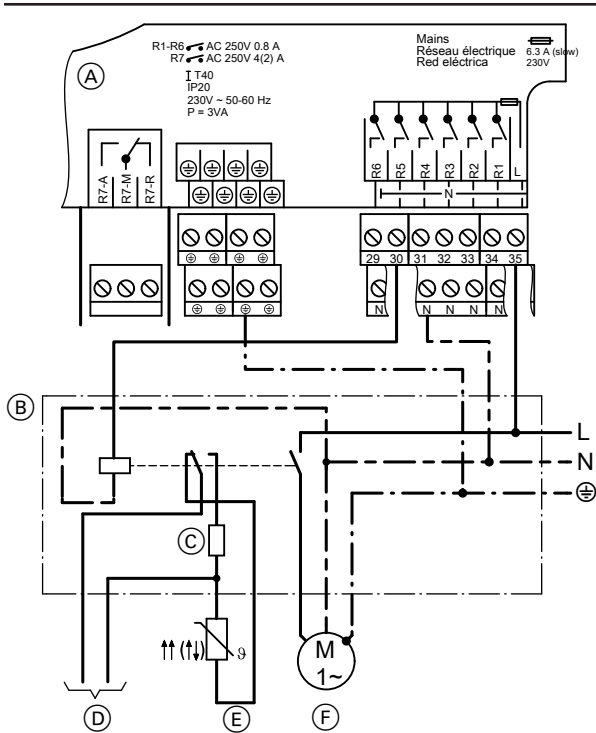 R1-R6 AC 250V 0.8 A
R7 AC 250V 4(2) A
T40
IP20
230V ~ 50-60 Hz
P = 3VA
Mains
Réseau électrique
Red eléctrica
6.3 A (slow)
230V
A
R7-A R7-M R7-R
R6 R5 R4 R3 R2 R1 L
N
29 30 31 32 33 34 35
N N N N N
B
L
N
C
D
E
F
M
1~
↑↑ (↑↓) ϑ